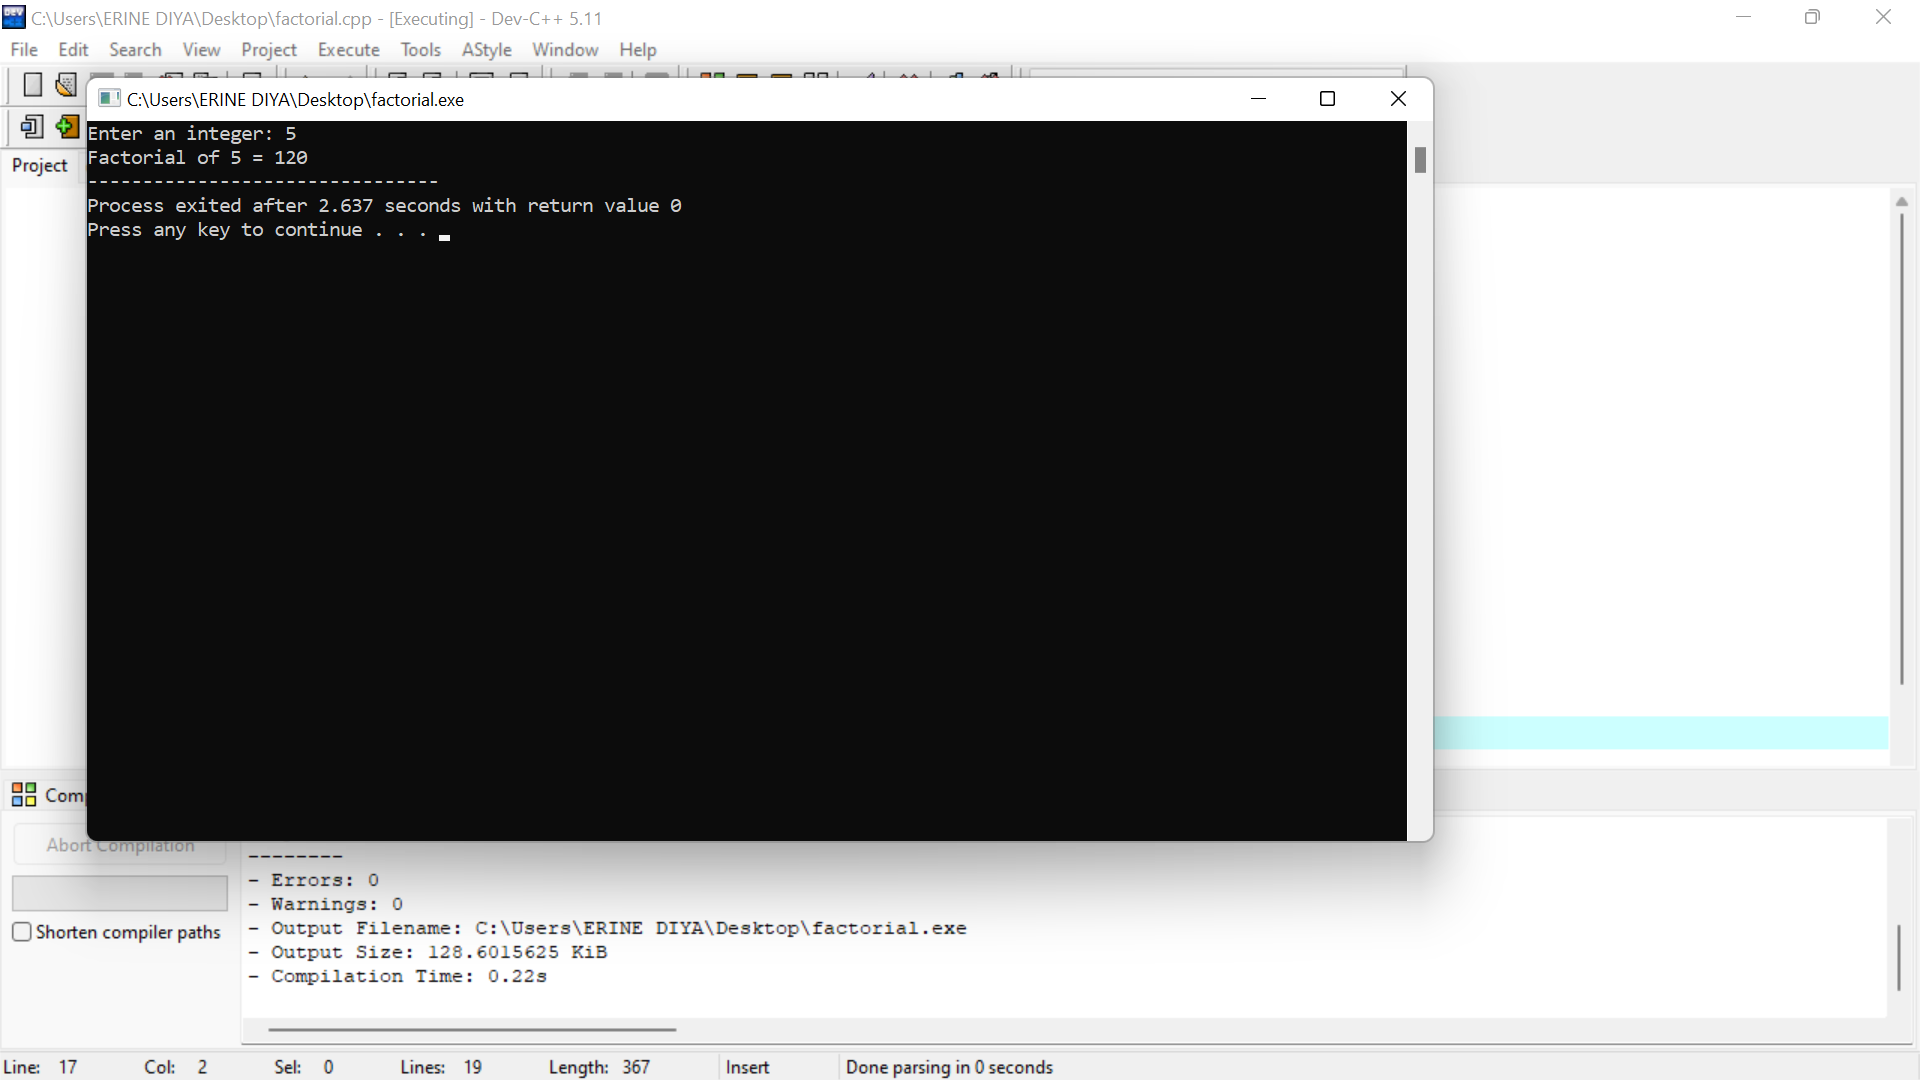 C:\Users\ERINE DIYA\Desktop\factorial.cpp - [Executing] - Dev-C++ 5.11
File Edit Search View Project Execute Tools AStyle Window Help
C:\Users\ERINE DIYA\Desktop\factorial.exe
Enter an integer: 5
Factorial of 5 = 120
--------------------------------
Process exited after 2.637 seconds with return value 0
Press any key to continue . . .
Project
Abort Compilation
Shorten compiler paths
--------
- Errors: 0
- Warnings: 0
- Output Filename: C:\Users\ERINE DIYA\Desktop\factorial.exe
- Output Size: 128.6015625 KiB
- Compilation Time: 0.22s
Line: 17 Col: 2 Sel: 0 Lines: 19 Length: 367 Insert Done parsing in 0 seconds